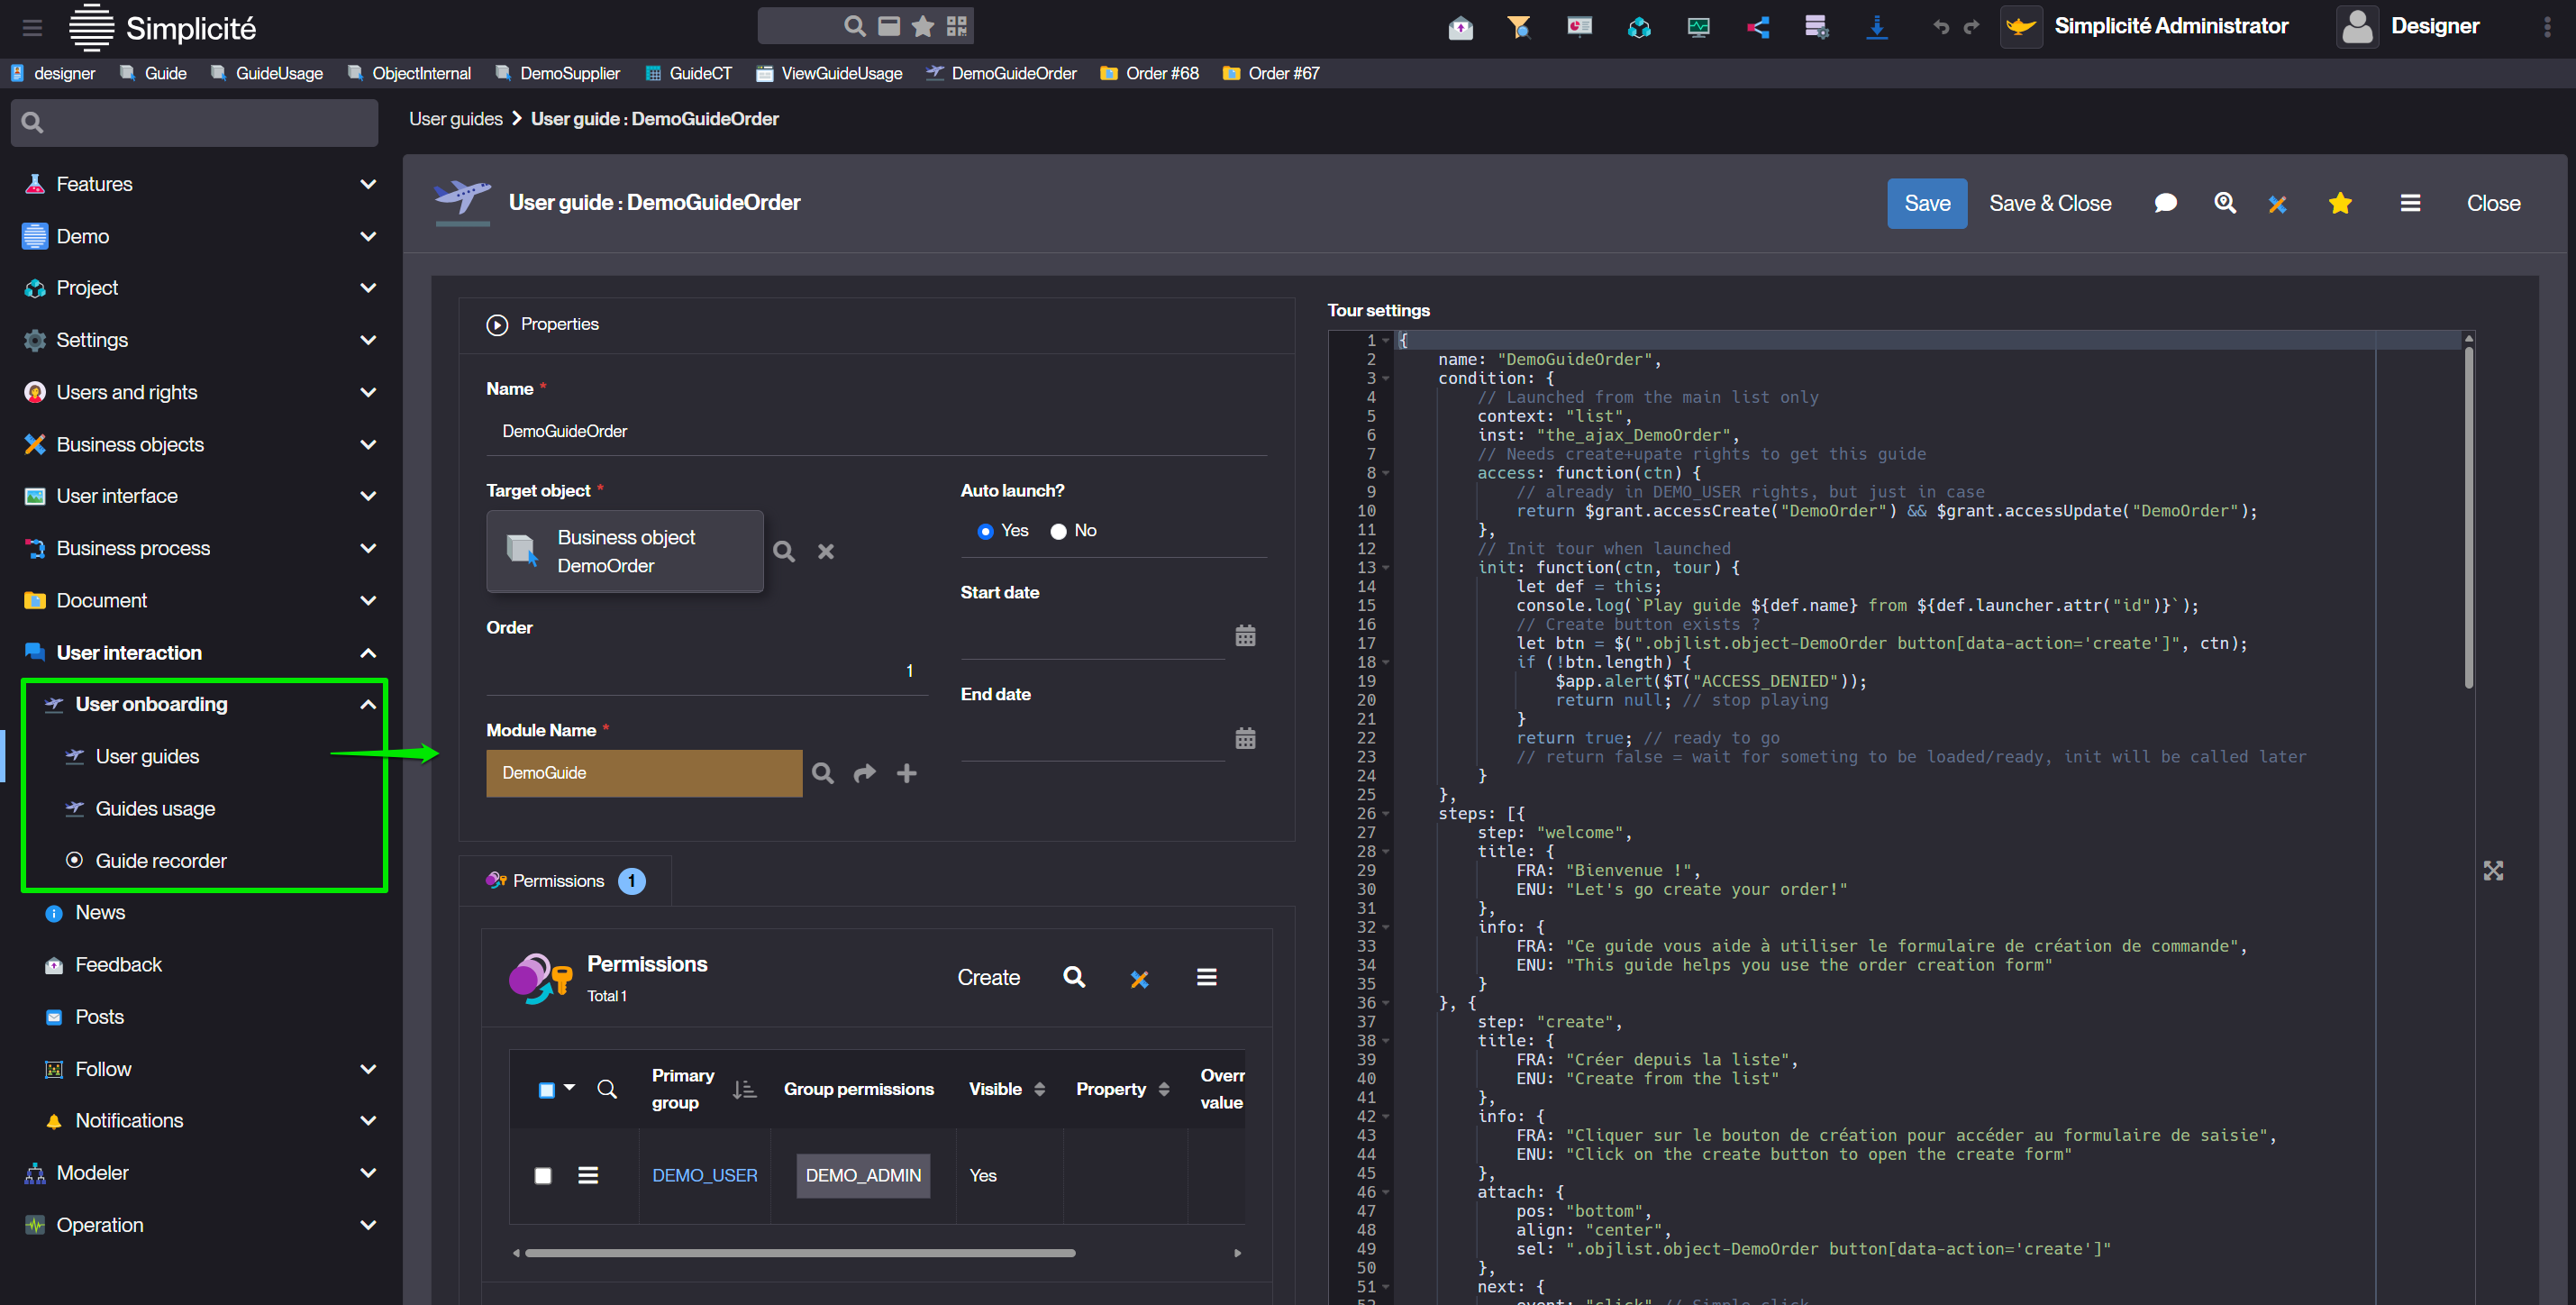 Simplicité
Simplicité Administrator
Designer
designer
Guide
GuideUsage
ObjectInternal
DemoSupplier
GuideCT
ViewGuideUsage
DemoGuideOrder
Order #68
Order #67
Features
Demo
Project
Settings
Users and rights
Business objects
User interface
Business process
Document
User interaction
User onboarding
User guides
Guides usage
Guide recorder
News
Feedback
Posts
Follow
Notifications
Modeler
Operation
User guides
User guide : DemoGuideOrder
User guide : DemoGuideOrder
Save
Save & Close
Close
Properties
Name *
DemoGuideOrder
Target object *
Business object
DemoOrder
Auto launch?
Yes
No
Start date
Order
1
End date
Module Name *
DemoGuide
Permissions 1
Permissions
Total 1
Create
Primary group
Group permissions
Visible
Property
Overr
value
DEMO_USER
DEMO_ADMIN
Yes
Tour settings
1 {
2 name: "DemoGuideOrder",
3 condition: {
4 // Launched from the main list only
5 context: "list",
6 inst: "the_ajax_DemoOrder",
7 // Needs create+upate rights to get this guide
8 access: function(ctn) {
9 // already in DEMO_USER rights, but just in case
10 return $grant.accessCreate("DemoOrder") && $grant.accessUpdate("DemoOrder");
11 },
12 // Init tour when launched
13 init: function(ctn, tour) {
14 let def = this;
15 console.log(`Play guide ${def.name} from ${def.launcher.attr("id")}`);
16 // Create button exists ?
17 let btn = $(".objlist.object-DemoOrder button[data-action='create']", ctn);
18 if (!btn.length) {
19 $app.alert($T("ACCESS_DENIED"));
20 return null; // stop playing
21 }
22 return true; // ready to go
23 // return false = wait for someting to be loaded/ready, init will be called later
24 }
25 },
26 steps: [{
27 step: "welcome",
28 title: {
29 FRA: "Bienvenue !",
30 ENU: "Let's go create your order!"
31 },
32 info: {
33 FRA: "Ce guide vous aide à utiliser le formulaire de création de commande",
34 ENU: "This guide helps you use the order creation form"
35 }
36 }, {
37 step: "create",
38 title: {
39 FRA: "Créer depuis la liste",
40 ENU: "Create from the list"
41 },
42 info: {
43 FRA: "Cliquer sur le bouton de création pour accéder au formulaire de saisie",
44 ENU: "Click on the create button to open the create form"
45 },
46 attach: {
47 pos: "bottom",
48 align: "center",
49 sel: ".objlist.object-DemoOrder button[data-action='create']"
50 },
51 next: {
52 event: "click" // Simple click